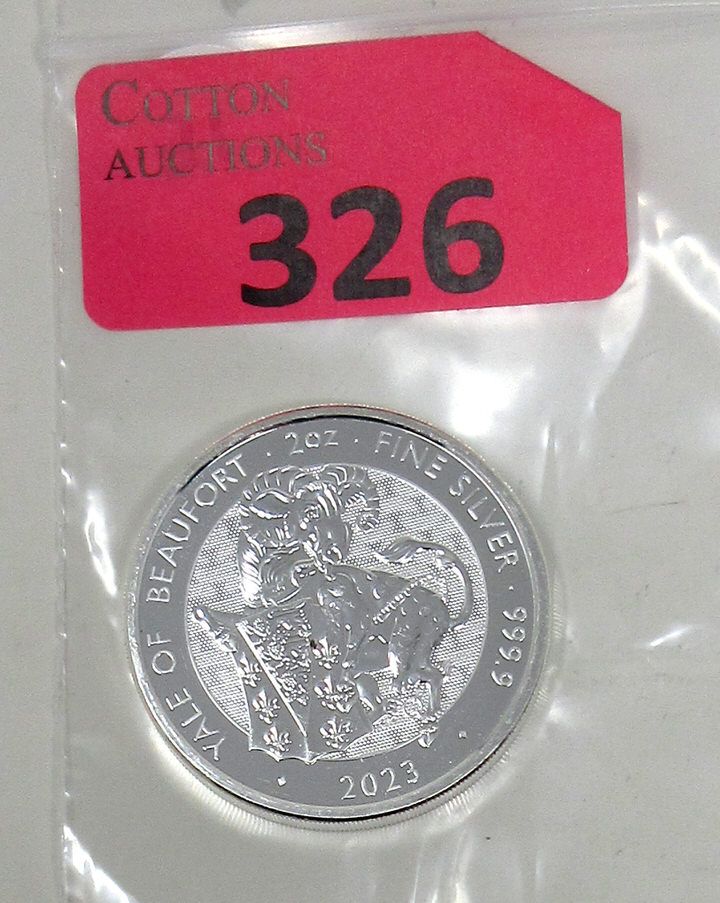 COTTON
AUCTIONS
326
YALE OF BEAUFORT · 2oz · FINE SILVER · 999.9
· 2023 ·